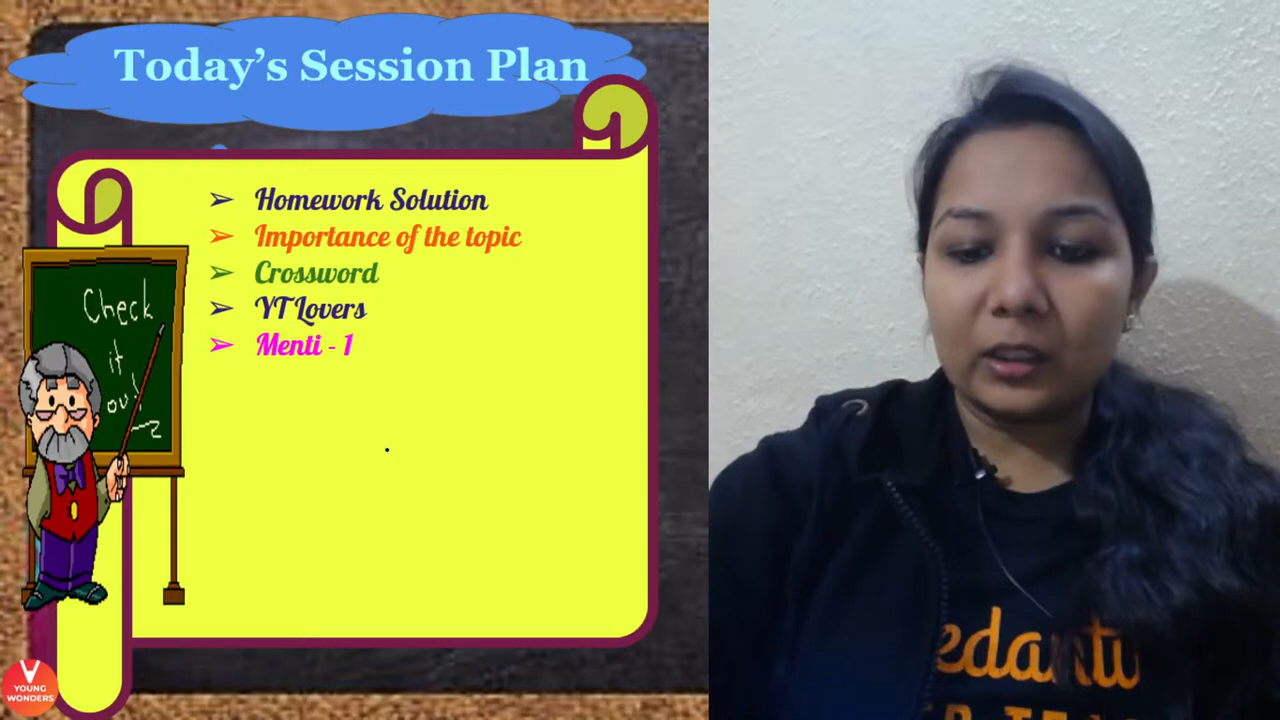 Today's Session Plan
➢ Homework Solution
➢ Importance of the topic
➢ Crossword
➢ YT Lovers
➢ Menti - 1
Check
it
out!
YOUNG
WONDERS